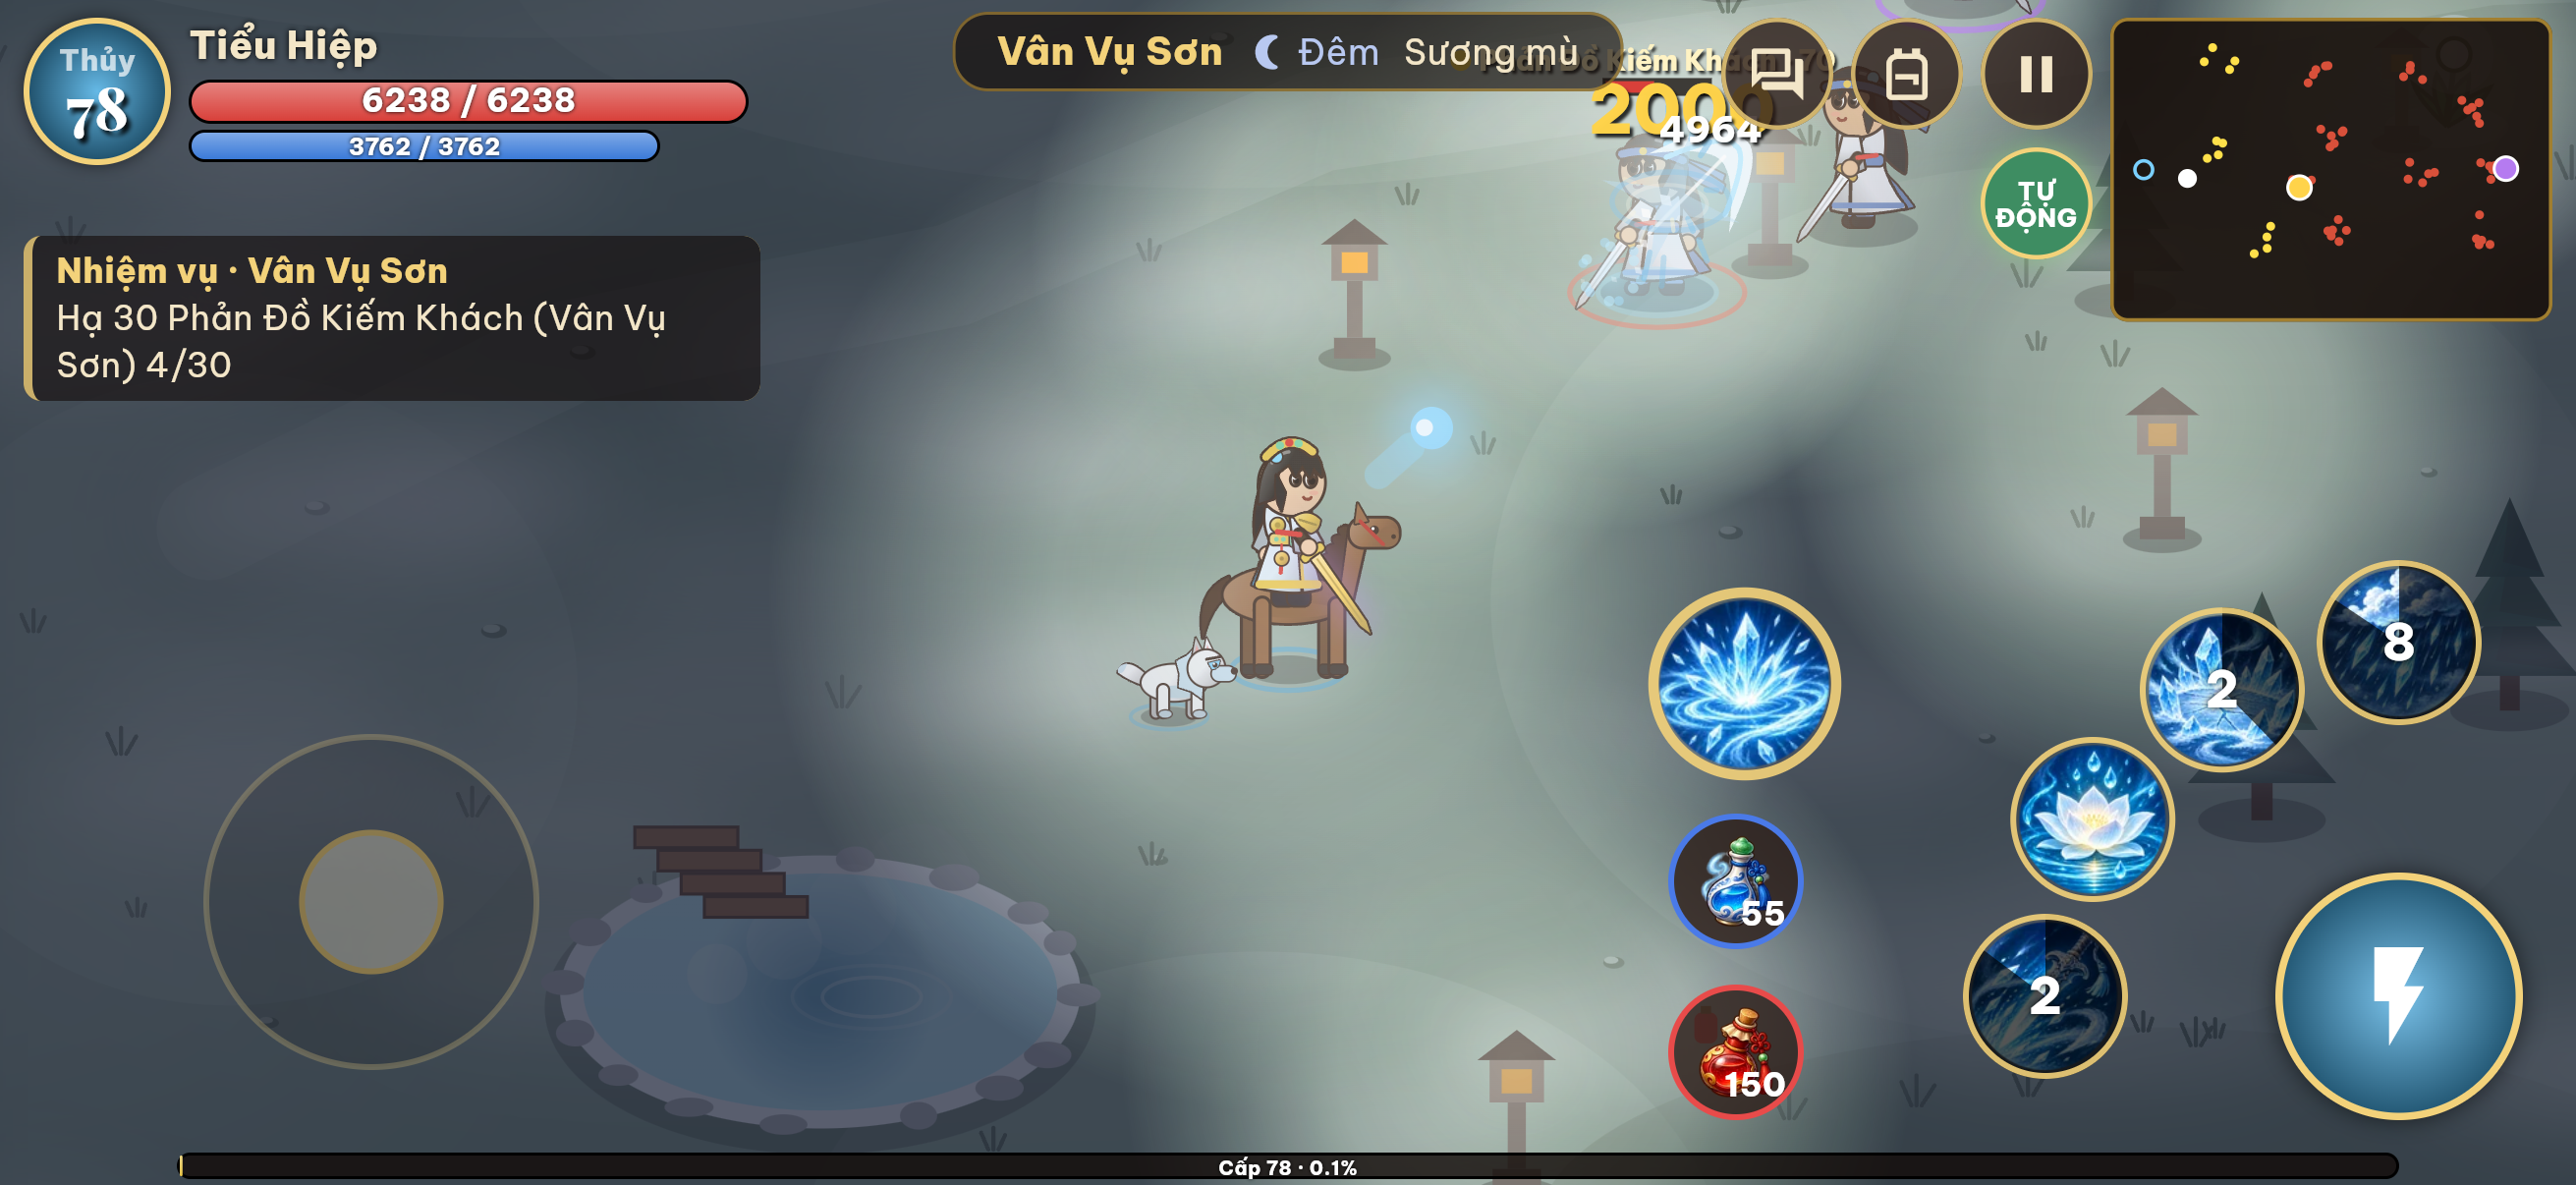 Thủy
78
Tiểu Hiệp
6238 / 6238
3762 / 3762
Vân Vụ Sơn Đêm Sương mù
Kiếm
2000
4964
TỰ
ĐỘNG
Nhiệm vụ · Vân Vụ Sơn
Hạ 30 Phản Đồ Kiếm Khách (Vân Vụ
Sơn) 4/30
8
2
2
55
150
Cấp 78 · 0.1%